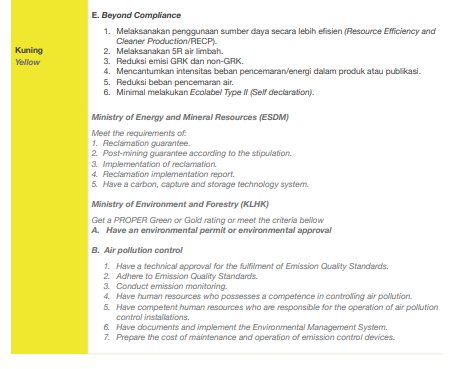 E. Beyond Compliance
1. Melaksanakan penggunaan sumber daya secara lebih efisien (Resource Efficiency and
Cleaner Production/RECP).
2. Melaksanakan 5R air limbah.
3. Reduksi emisi GRK dan non-GRK.
4. Mencantumkan intensitas beban pencemaran/energi dalam produk atau publikasi.
5. Reduksi beban pencemaran air.
6. Minimal melakukan Ecolabel Type II (Self declaration).
Kuning
Yellow
Ministry of Energy and Mineral Resources (ESDM)
Meet the requirements of:
1. Reclamation guarantee.
2. Post-mining guarantee according to the stipulation.
3. Implementation of reclamation.
4. Reclamation implementation report.
5. Have a carbon, capture and storage technology system.
Ministry of Environment and Forestry (KLHK)
Get a PROPER Green or Gold rating or meet the criteria bellow
A. Have an environmental permit or environmental approval
B. Air pollution control
1. Have a technical approval for the fulfilment of Emission Quality Standards.
2. Adhere to Emission Quality Standards.
3. Conduct emission monitoring.
4. Have human resources who possesses a competence in controlling air pollution.
5. Have competent human resources who are responsible for the operation of air pollution
control installations.
6. Have documents and implement the Environmental Management System.
7. Prepare the cost of maintenance and operation of emission control devices.